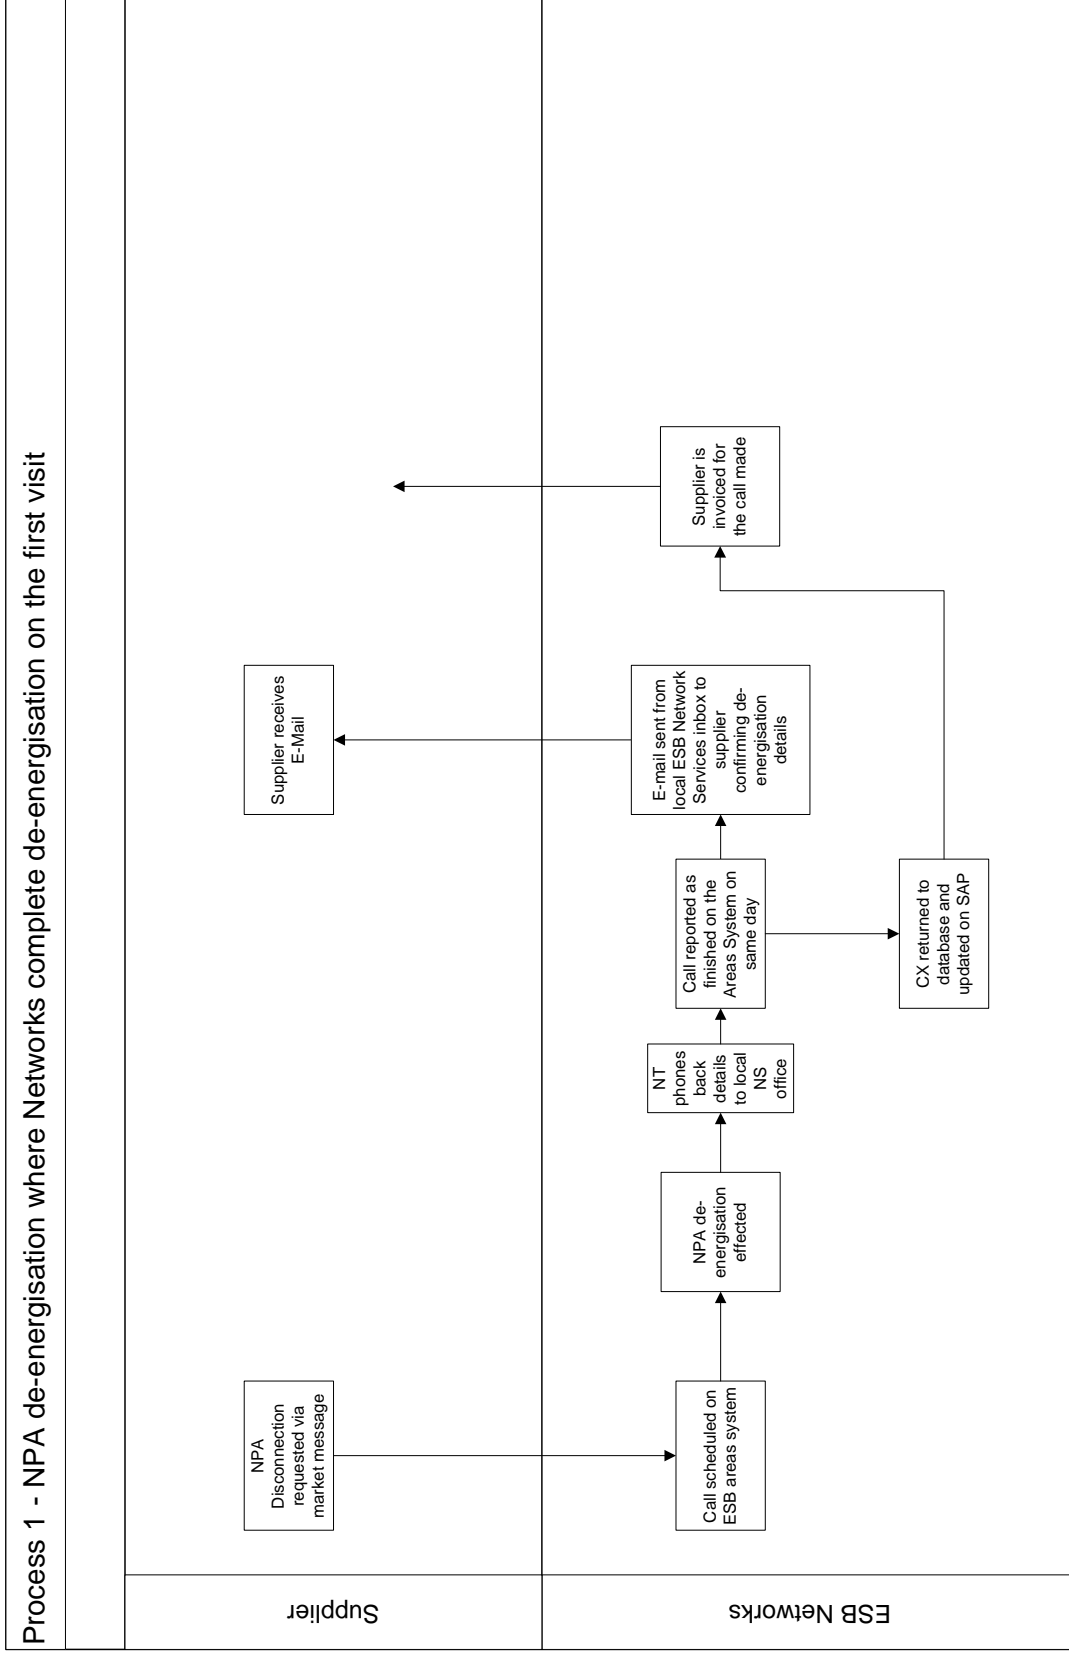 Process 1 - NPA de-energisation where Networks complete de-energisation on the first visit
Supplier
NPA
Disconnection
requested via
market message
Supplier receives
E-Mail
ESB Networks
Call scheduled on
ESB areas system
NPA de-
energisation
effected
NT
phones
back
details
to local
NS
office
Call reported as
finished on the
Areas System on
same day
E-mail sent from
local ESB Network
Services inbox to
supplier
confirming de-
energisation
details
CX returned to
database and
updated on SAP
Supplier is
invoiced for
the call made